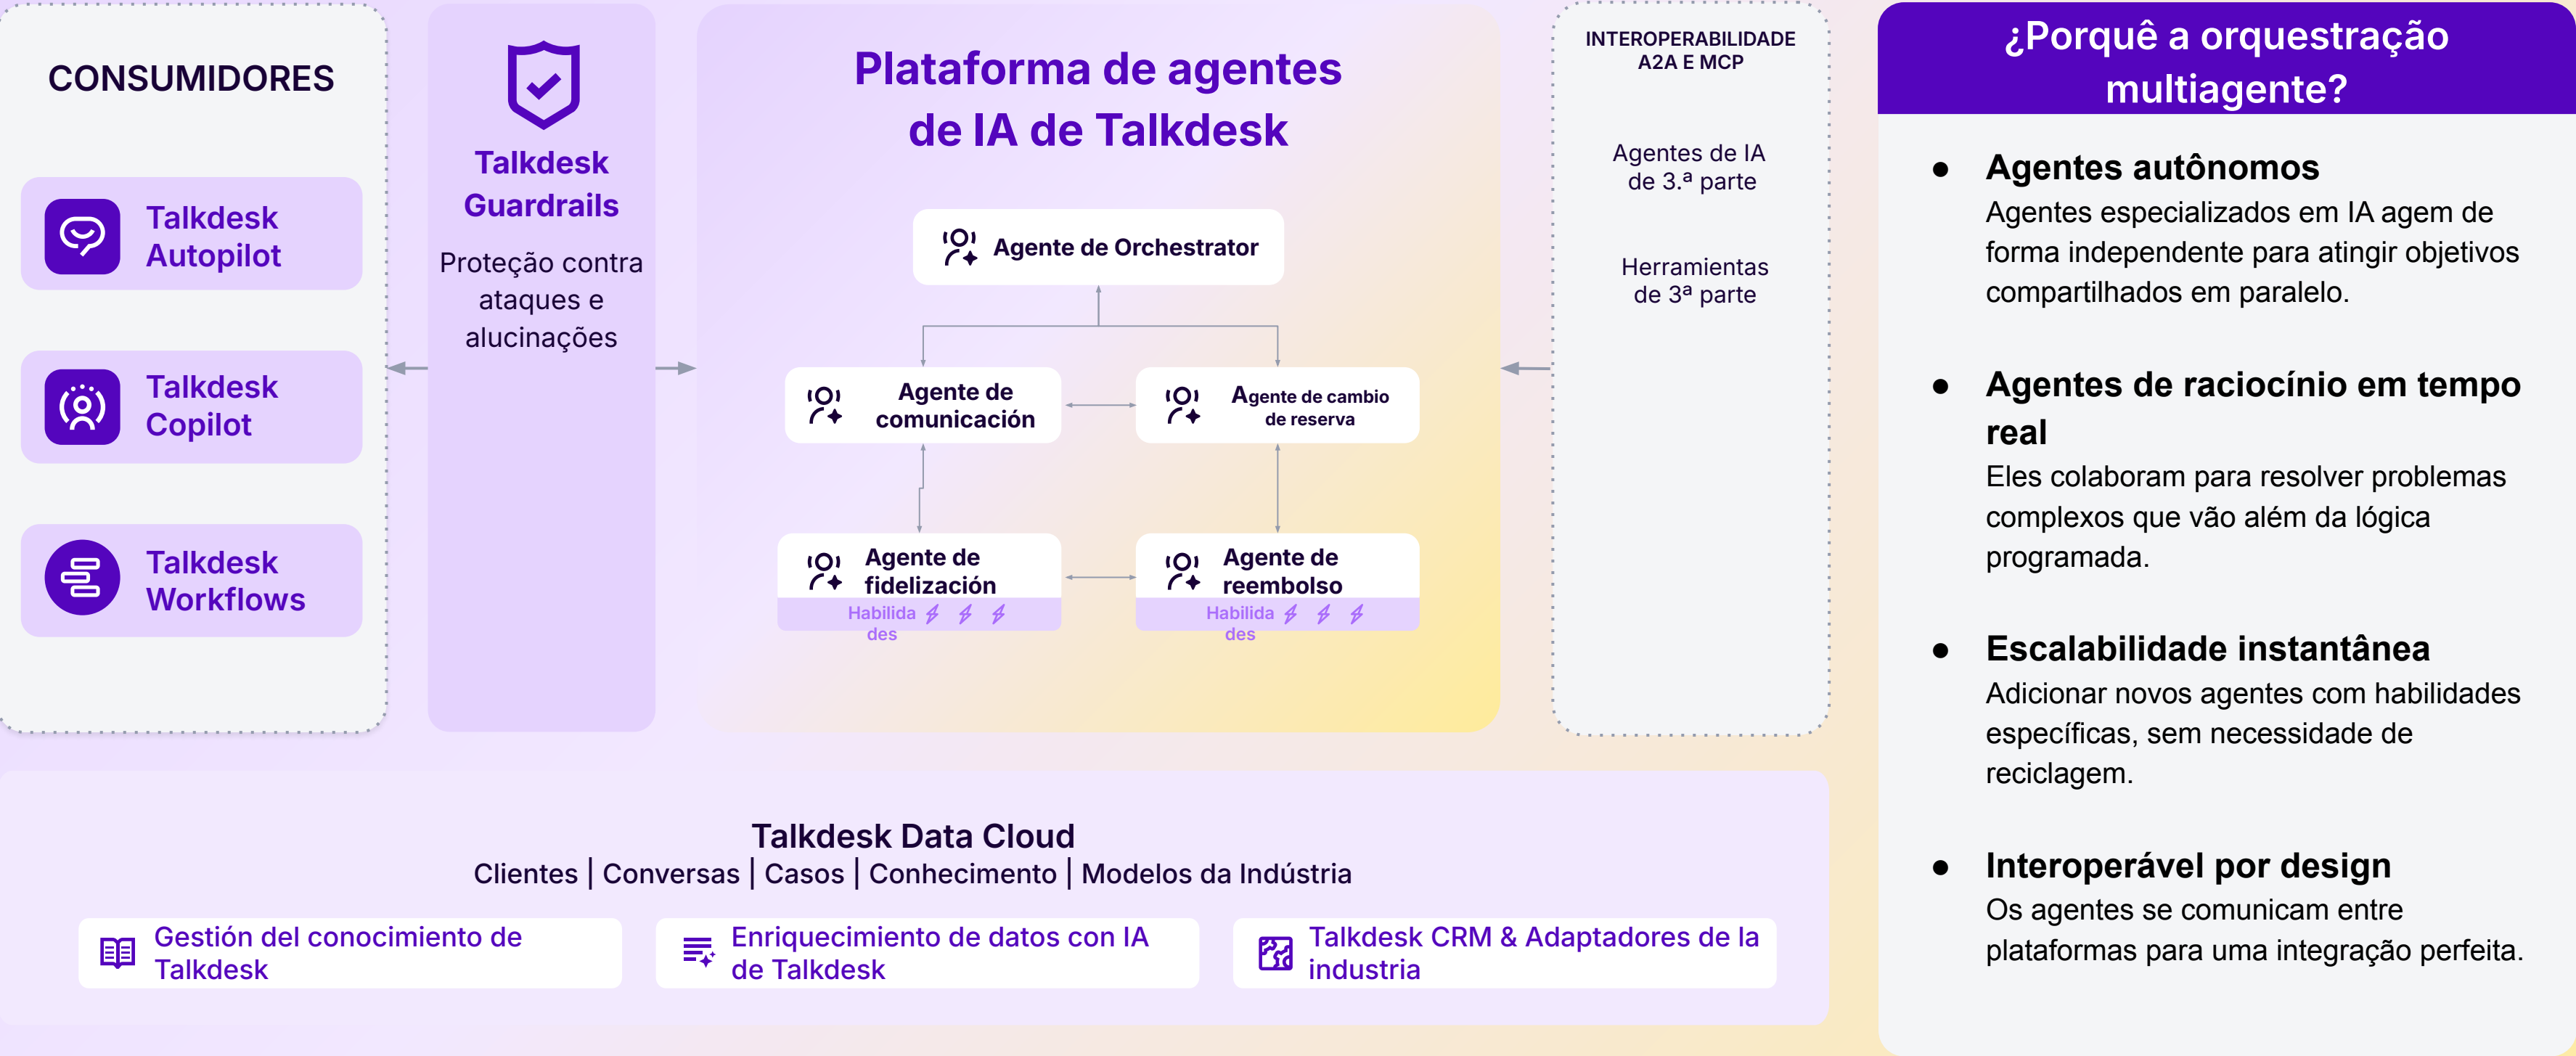 CONSUMIDORES
Talkdesk
Autopilot
Talkdesk
Copilot
Talkdesk
Workflows
Talkdesk
Guardrails
Proteção contra
ataques e
alucinações
Plataforma de agentes
de IA de Talkdesk
Agente de Orchestrator
Agente de
comunicación
Agente de cambio
de reserva
Agente de
fidelización
Habilida
des
Agente de
reembolso
Habilida
des
INTEROPERABILIDADE
A2A E MCP
Agentes de IA
de 3.ª parte
Herramientas
de 3ª parte
Talkdesk Data Cloud
Clientes | Conversas | Casos | Conhecimento | Modelos da Indústria
Gestión del conocimiento de
Talkdesk
Enriquecimiento de datos con IA
de Talkdesk
Talkdesk CRM & Adaptadores de la
industria
¿Porquê a orquestração
multiagente?
● Agentes autônomos
Agentes especializados em IA agem de
forma independente para atingir objetivos
compartilhados em paralelo.
● Agentes de raciocínio em tempo
real
Eles colaboram para resolver problemas
complexos que vão além da lógica
programada.
● Escalabilidade instantânea
Adicionar novos agentes com habilidades
específicas, sem necessidade de
reciclagem.
● Interoperável por design
Os agentes se comunicam entre
plataformas para uma integração perfeita.